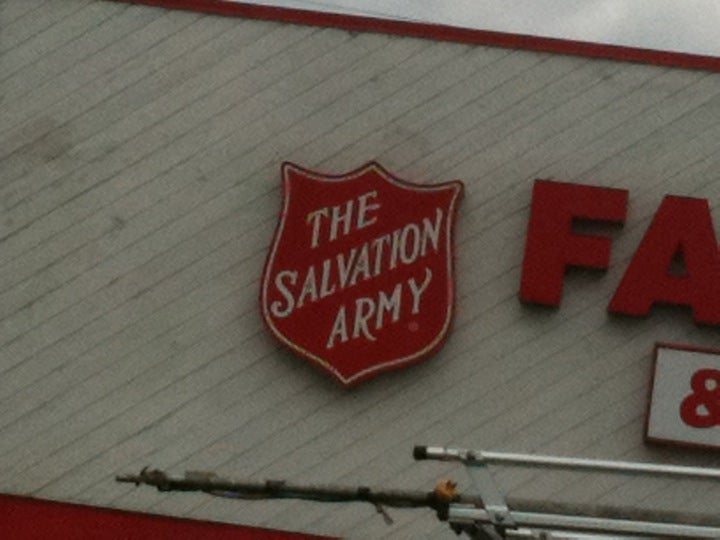 THE
SALVATION
ARMY
FA
&